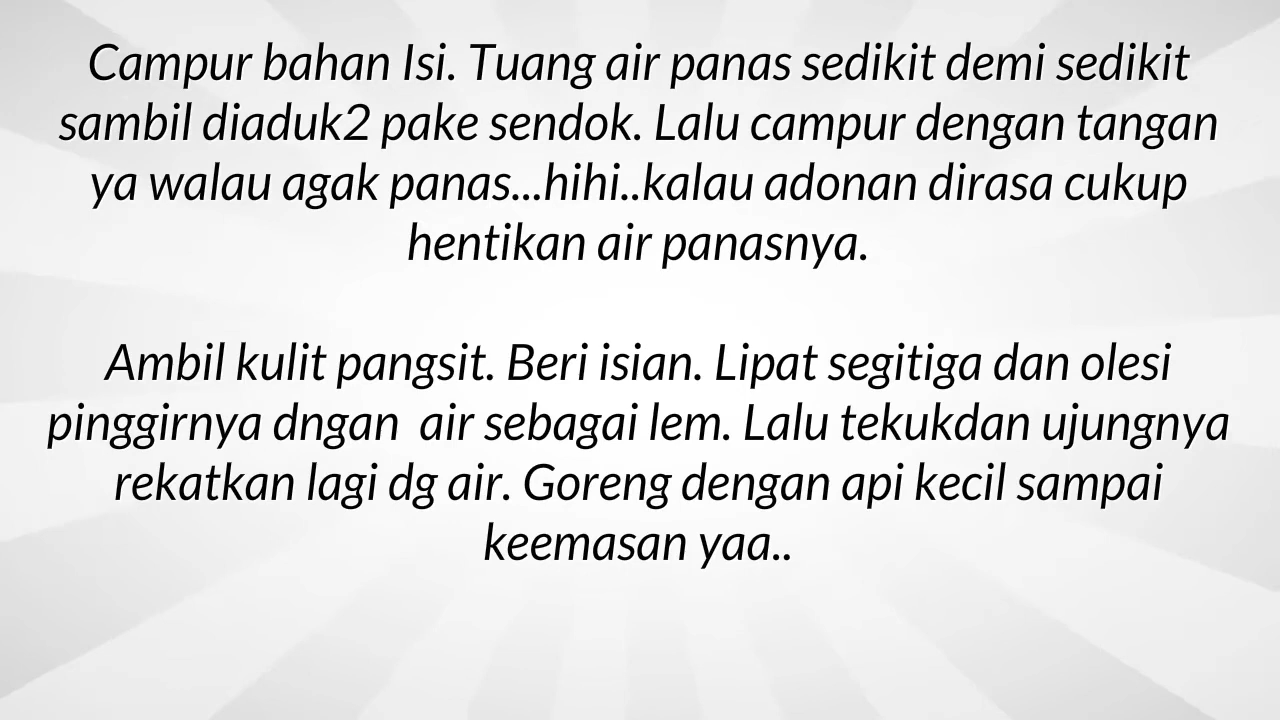 Campur bahan Isi. Tuang air panas sedikit demi sedikit
sambil diaduk2 pake sendok. Lalu campur dengan tangan
ya walau agak panas...hihi..kalau adonan dirasa cukup
hentikan air panasnya.
Ambil kulit pangsit. Beri isian. Lipat segitiga dan olesi
pinggirnya dngan  air sebagai lem. Lalu tekukdan ujungnya
rekatkan lagi dg air. Goreng dengan api kecil sampai
keemasan yaa..